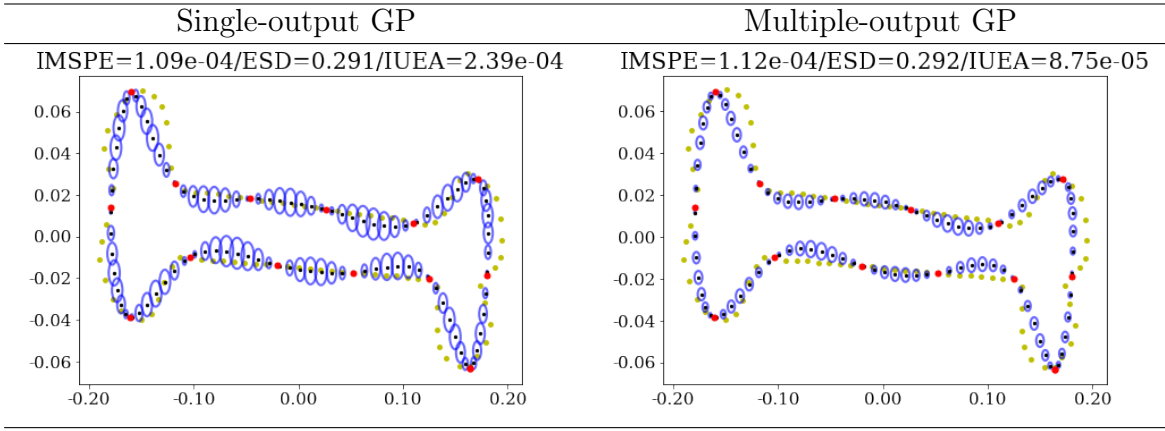 Single-output GP Multiple-output GP
IMSPE=1.09e-04/ESD=0.291/IUEA=2.39e-04 IMSPE=1.12e-04/ESD=0.292/IUEA=8.75e-05
0.06 0.06
0.04 0.04
0.02 0.02
0.00 0.00
-0.02 -0.02
-0.04 -0.04
-0.06 -0.06
-0.20 -0.10 0.00 0.10 0.20 -0.20 -0.10 0.00 0.10 0.20